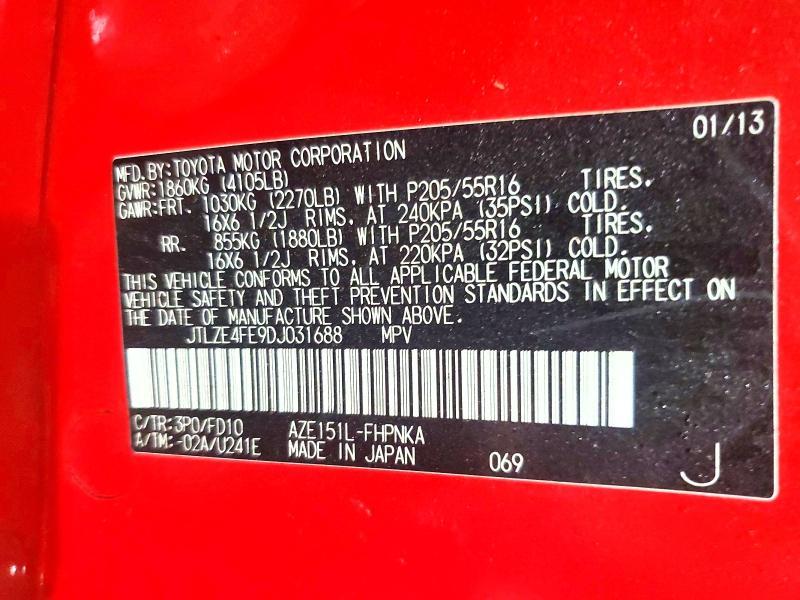 01/13
MFD.BY:TOYOTA MOTOR CORPORATION
GVWR:1860KG (4105LB)
GAWR:FRT. 1030KG (2270LB) WITH P205/55R16 TIRES.
16X6 1/2J RIMS. AT 240KPA (35PSI) COLD.
RR. 855KG (1880LB) WITH P205/55R16 TIRES.
16X6 1/2J RIMS. AT 220KPA (32PSI) COLD.
THIS VEHICLE CONFORMS TO ALL APPLICABLE FEDERAL MOTOR
VEHICLE SAFETY AND THEFT PREVENTION STANDARDS IN EFFECT ON
THE DATE OF MANUFACTURE SHOWN ABOVE.
JTLZE4FE9DJ031688 MPV
C/TR:3P0/FD10 AZE151L-FHPNKA
A/TM:-02A/U241E MADE IN JAPAN 069 J